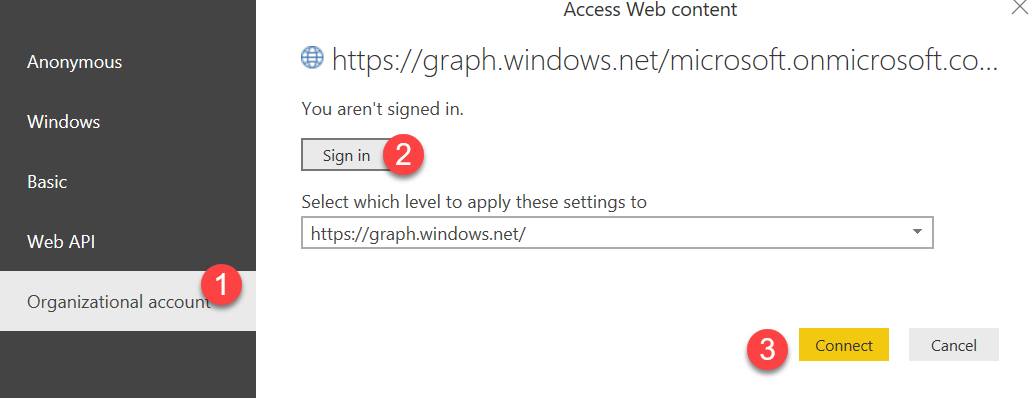 Access Web content
Anonymous
Windows
Basic
Web API
Organizational account
1
https://graph.windows.net/microsoft.onmicrosoft.co...
You aren't signed in.
Sign in
2
Select which level to apply these settings to
https://graph.windows.net/
3
Connect
Cancel